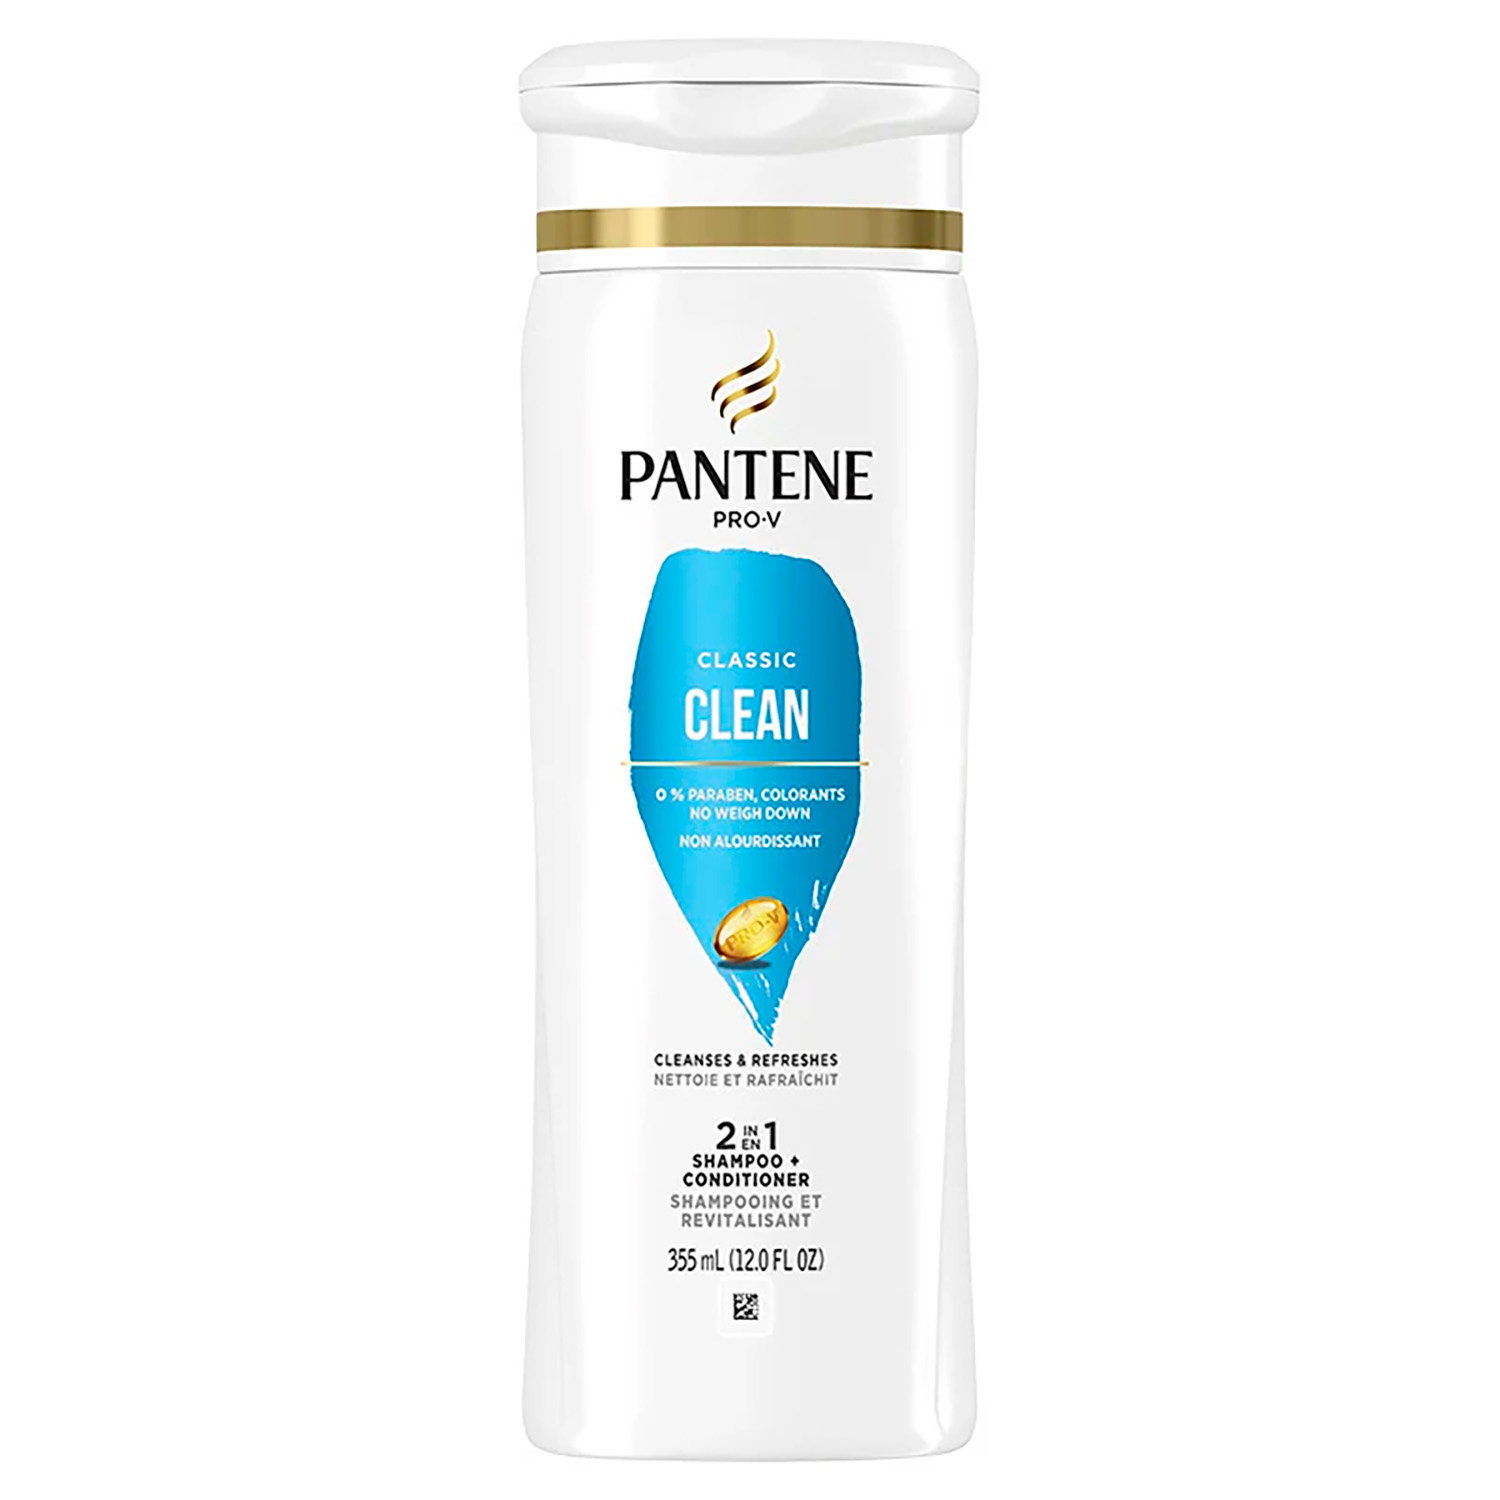 PANTENE
PRO-V
CLASSIC
CLEAN
0 % PARABEN, COLORANTS
NO WEIGH DOWN
NON ALOURDISSANT
PRO-V
CLEANSES & REFRESHES
NETTOIE ET RAFRAÎCHIT
2 IN EN 1
SHAMPOO +
CONDITIONER
SHAMPOOING ET
REVITALISANT
355 mL (12.0 FL OZ)